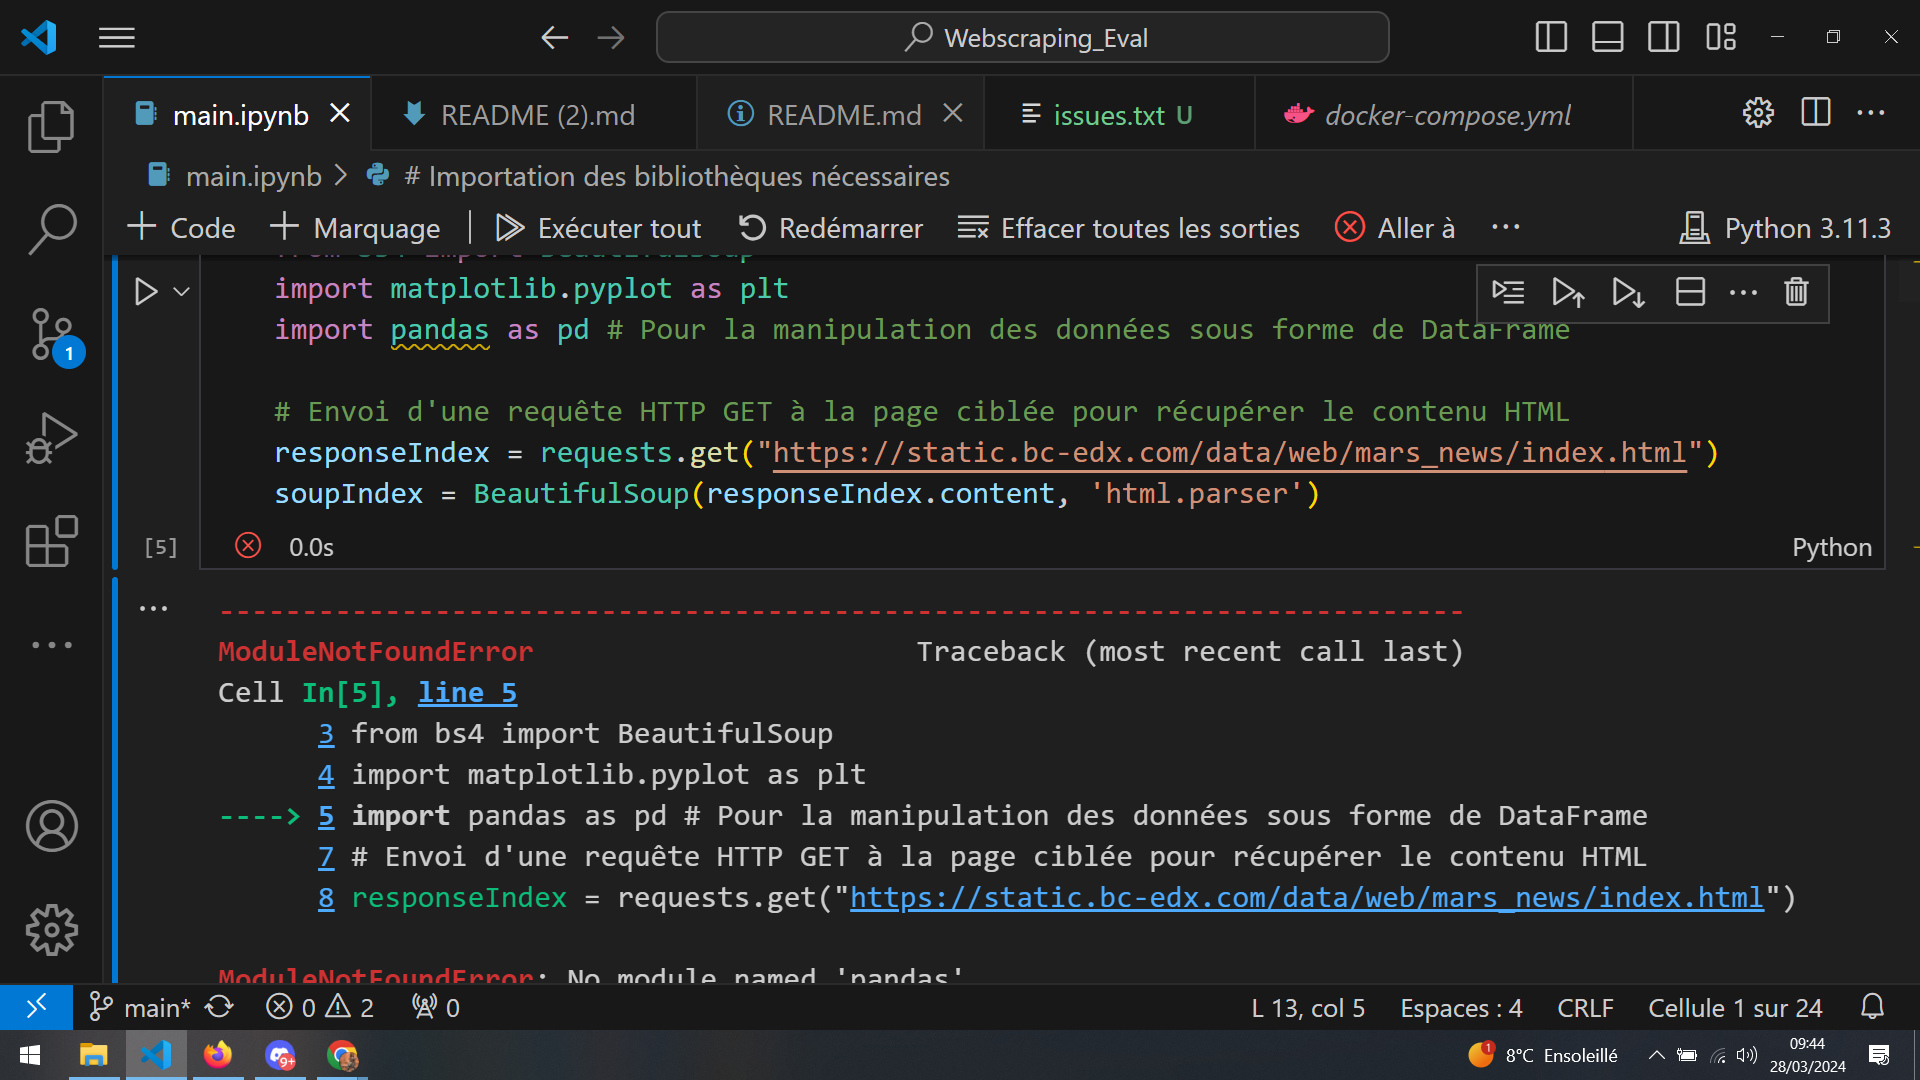 Webscraping_Eval
main.ipynb
README (2).md
README.md
issues.txt U
docker-compose.yml
main.ipynb > # Importation des bibliothèques nécessaires
+ Code + Marquage | Exécuter tout Redémarrer Effacer toutes les sorties Aller à ... Python 3.11.3
from bs4 import BeautifulSoup
import matplotlib.pyplot as plt
import pandas as pd # Pour la manipulation des données sous forme de DataFrame
1
# Envoi d'une requête HTTP GET à la page ciblée pour récupérer le contenu HTML
responseIndex = requests.get("https://static.bc-edx.com/data/web/mars_news/index.html")
soupIndex = BeautifulSoup(responseIndex.content, 'html.parser')
[5] 0.0s Python
---------------------------------------------------------------------------
ModuleNotFoundError Traceback (most recent call last)
Cell In[5], line 5
3 from bs4 import BeautifulSoup
4 import matplotlib.pyplot as plt
----> 5 import pandas as pd # Pour la manipulation des données sous forme de DataFrame
7 # Envoi d'une requête HTTP GET à la page ciblée pour récupérer le contenu HTML
8 responseIndex = requests.get("https://static.bc-edx.com/data/web/mars_news/index.html")
ModuleNotFoundError: No module named 'pandas'
main* 0 2 0 L 13, col 5 Espaces : 4 CRLF Cellule 1 sur 24
9+
1
8°C Ensoleillé
09:44
28/03/2024